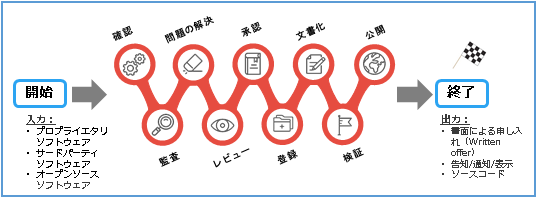 確認
問題の解決
承認
文書化
公開
開始
終了
監査
レビュー
登録
検証
入力：
• プロプライエタリ
ソフトウェア
• サードパーティ
ソフトウェア
• オープンソース
ソフトウェア
出力：
• 書面による申し入
れ（Written
offer）
• 告知/通知/表示
• ソースコード